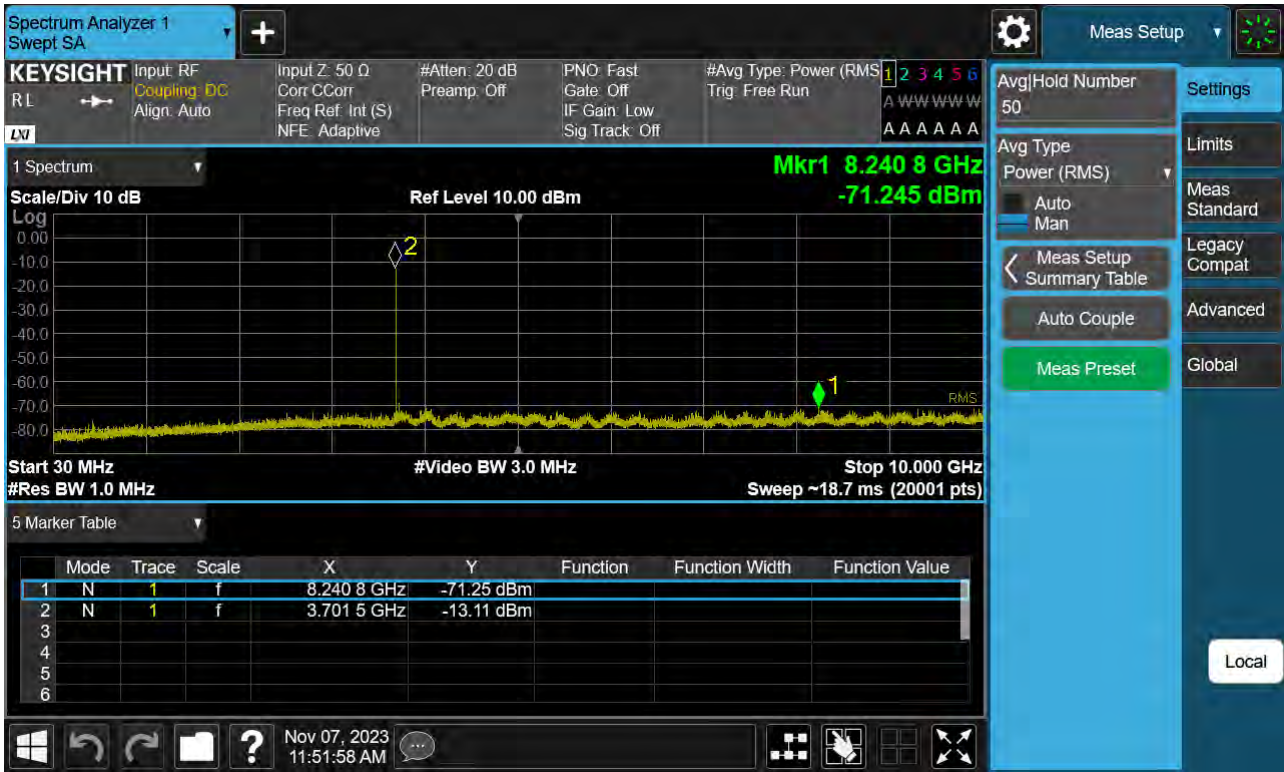 Spectrum Analyzer 1
Swept SA
+
Meas Setup
KEYSIGHT
RL
LXI
Input: RF
Coupling: DC
Align: Auto
Input Z: 50 Ω
Corr CCorr
Freq Ref: Int (S)
NFE: Adaptive
#Atten: 20 dB
Preamp: Off
PNO: Fast
Gate: Off
IF Gain: Low
Sig Track: Off
#Avg Type: Power (RMS
Trig: Free Run
1 2 3 4 5 6
A W W W W W
A A A A A A
1 Spectrum
Scale/Div 10 dB
Ref Level 10.00 dBm
Mkr1 8.240 8 GHz
-71.245 dBm
Log
0.00
-10.0
-20.0
-30.0
-40.0
-50.0
-60.0
-70.0
-80.0
2
1
RMS
Start 30 MHz
#Video BW 3.0 MHz
Stop 10.000 GHz
#Res BW 1.0 MHz
Sweep ~18.7 ms (20001 pts)
5 Marker Table
Mode Trace Scale X Y Function Function Width Function Value
1 N 1 f 8.240 8 GHz -71.25 dBm
2 N 1 f 3.701 5 GHz -13.11 dBm
3
4
5
6
Avg|Hold Number
50
Avg Type
Power (RMS)
Auto
Man
Meas Setup
Summary Table
Auto Couple
Meas Preset
Settings
Limits
Meas
Standard
Legacy
Compat
Advanced
Global
Local
?
Nov 07, 2023
11:51:58 AM